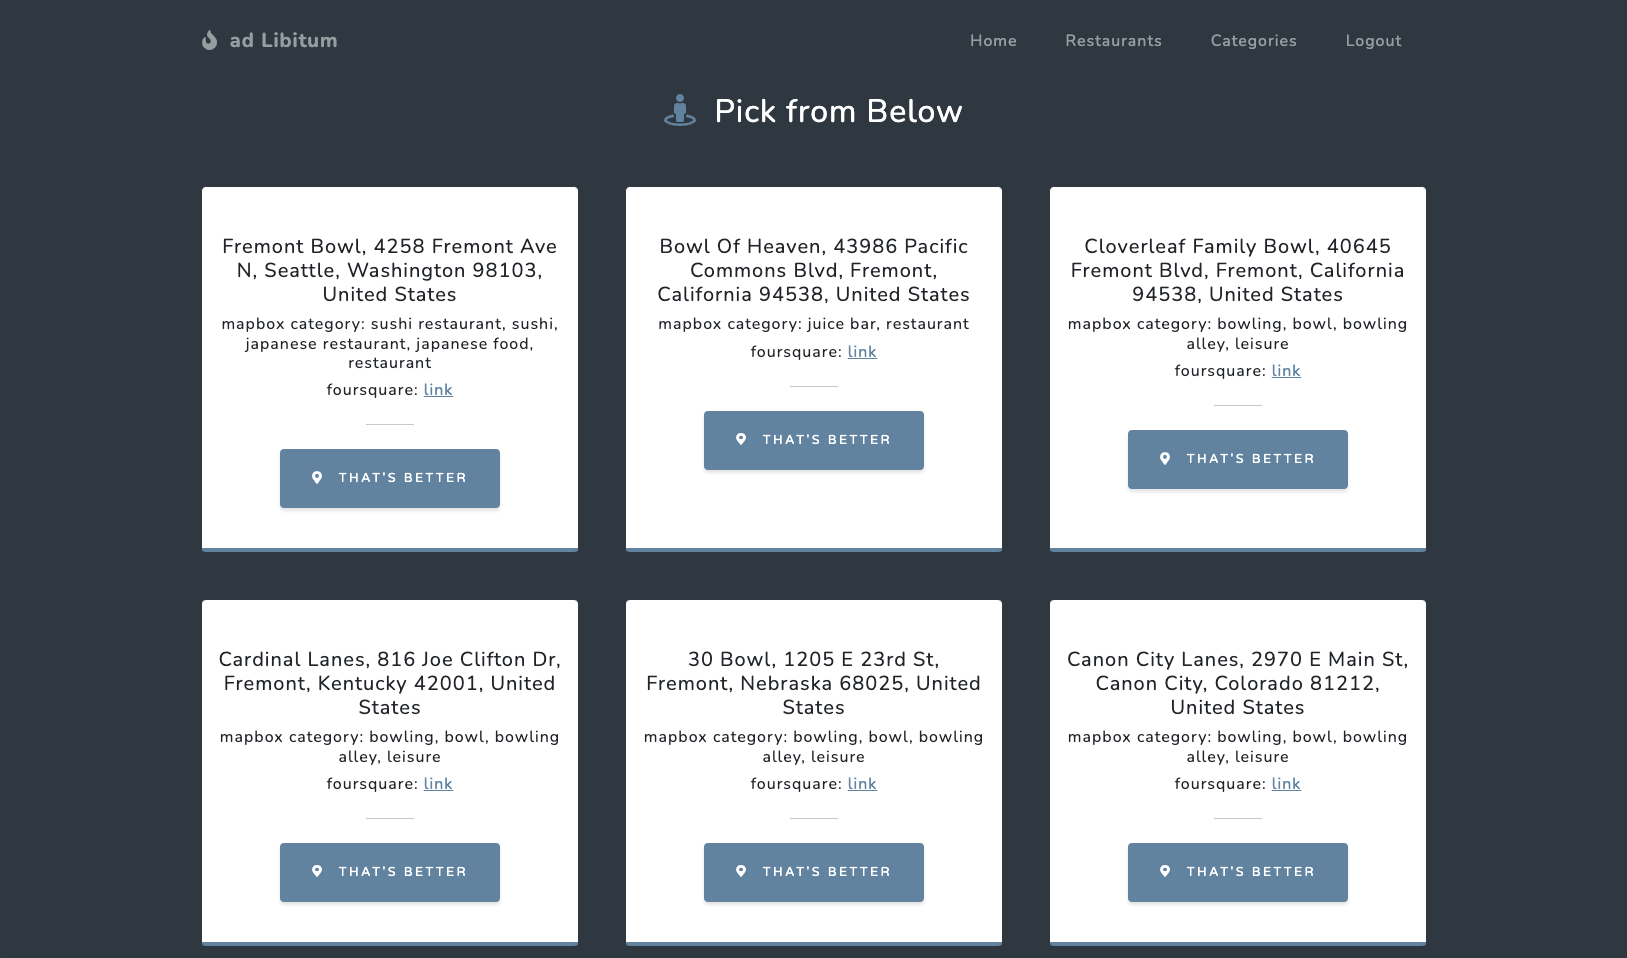 ad Libitum
Home
Restaurants
Categories
Logout
Pick from Below
Fremont Bowl, 4258 Fremont Ave
N, Seattle, Washington 98103,
United States
mapbox category: sushi restaurant, sushi,
japanese restaurant, japanese food,
restaurant
foursquare: link
THAT'S BETTER
Bowl Of Heaven, 43986 Pacific
Commons Blvd, Fremont,
California 94538, United States
mapbox category: juice bar, restaurant
foursquare: link
THAT'S BETTER
Cloverleaf Family Bowl, 40645
Fremont Blvd, Fremont, California
94538, United States
mapbox category: bowling, bowl, bowling
alley, leisure
foursquare: link
THAT'S BETTER
Cardinal Lanes, 816 Joe Clifton Dr,
Fremont, Kentucky 42001, United
States
mapbox category: bowling, bowl, bowling
alley, leisure
foursquare: link
THAT'S BETTER
30 Bowl, 1205 E 23rd St,
Fremont, Nebraska 68025, United
States
mapbox category: bowling, bowl, bowling
alley, leisure
foursquare: link
THAT'S BETTER
Canon City Lanes, 2970 E Main St,
Canon City, Colorado 81212,
United States
mapbox category: bowling, bowl, bowling
alley, leisure
foursquare: link
THAT'S BETTER